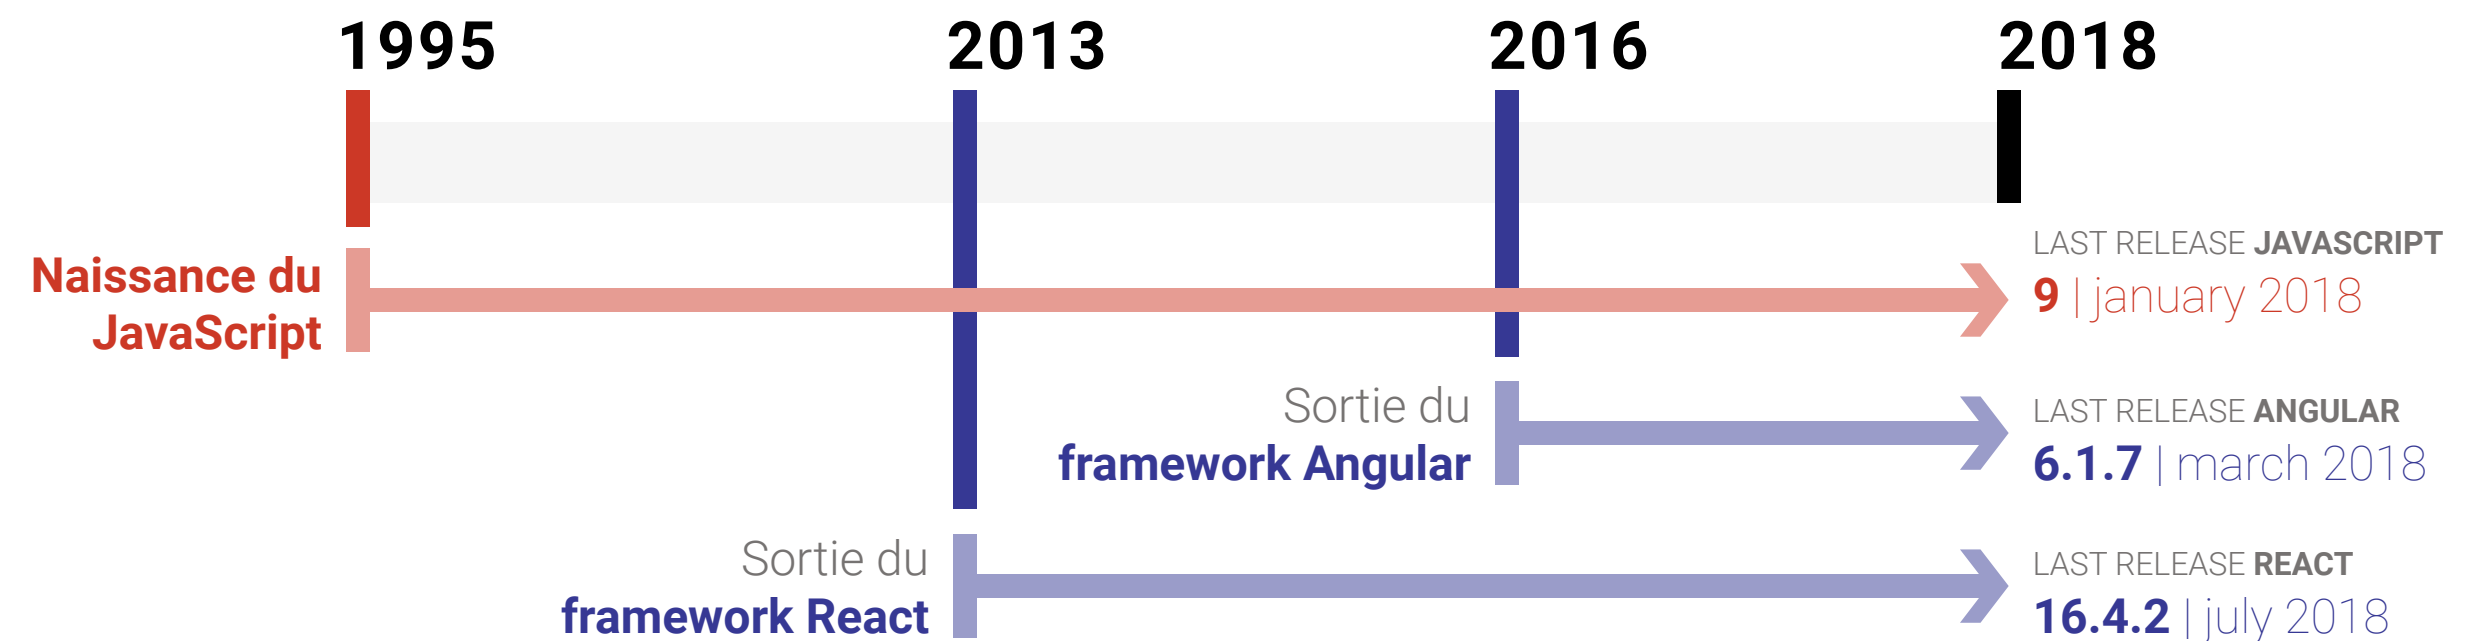 1995
2013
2016
2018
Naissance du
JavaScript
LAST RELEASE JAVASCRIPT
9 | january 2018
Sortie du
framework Angular
LAST RELEASE ANGULAR
6.1.7 | march 2018
Sortie du
framework React
LAST RELEASE REACT
16.4.2 | july 2018